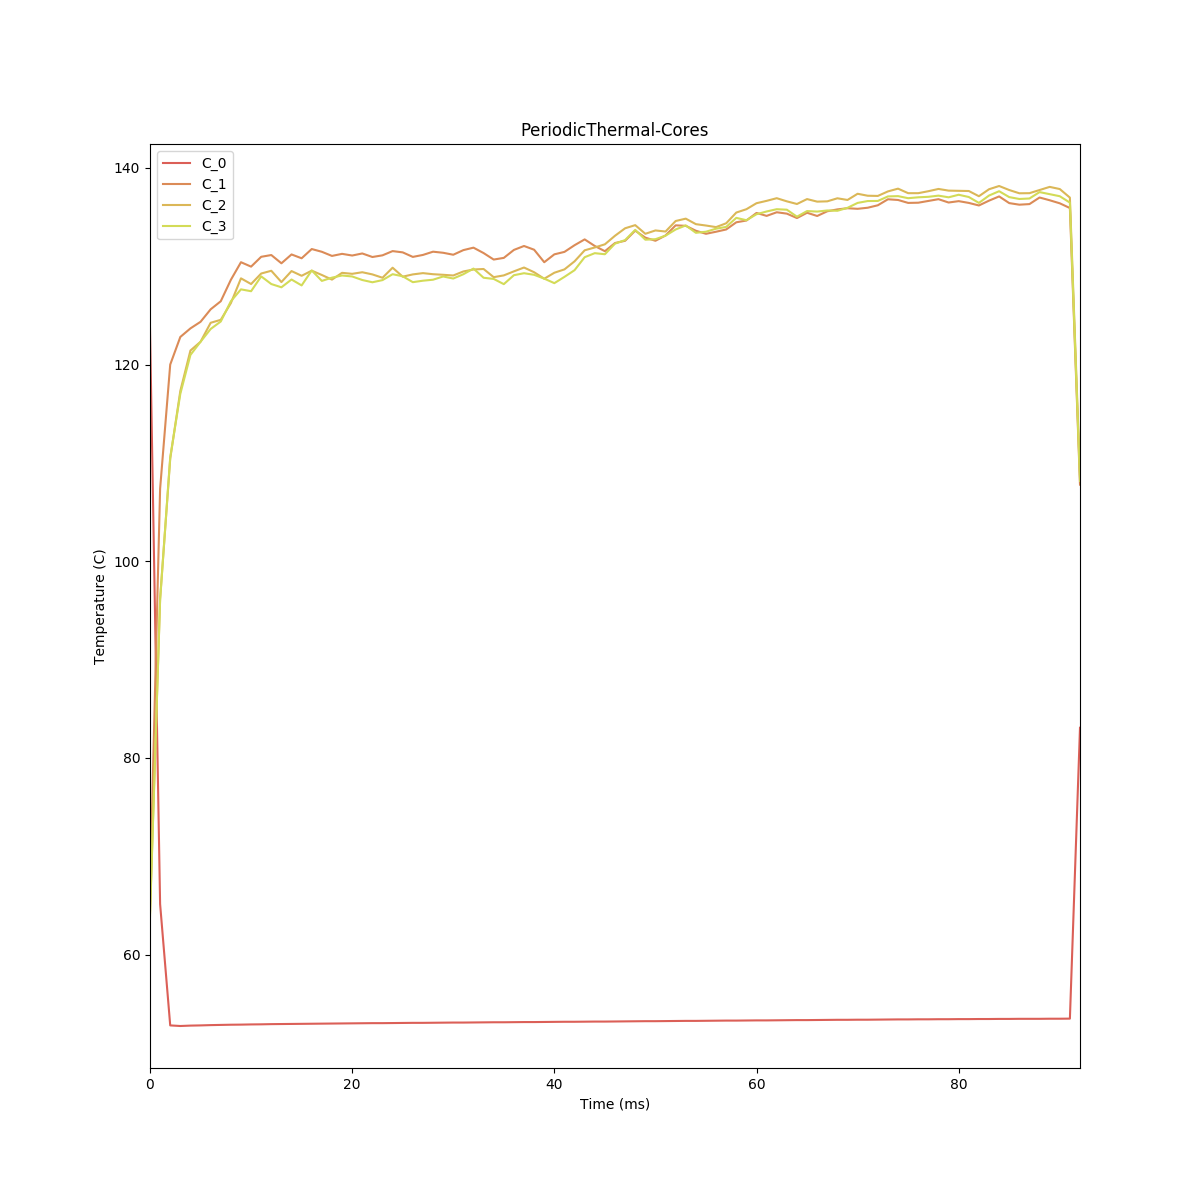 PeriodicThermal-Cores
C_0
C_1
C_2
C_3
140
120
100
80
60
Temperature (C)
0 20 40 60 80
Time (ms)